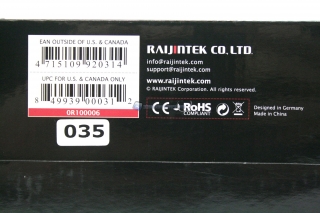 EAN OUTSIDE OF U.S. & CANADA
4 715109 920314
UPC FOR U.S. & CANADA ONLY
8 49939 00031 2
0R100006
035
RAIJINTEK CO. LTD.
info@raijintek.com
support@raijintek.com
www.raijintek.com
© RAIJINTEK Corporation. All rights reserved.
CE
RoHS
COMPLIANT
Designed in Germany
Made in China